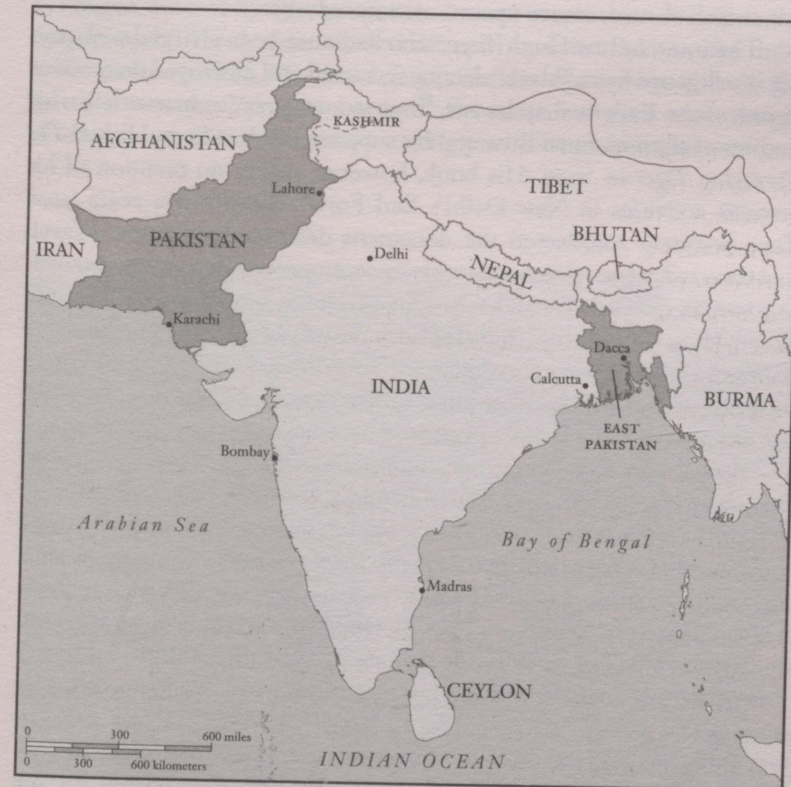 KASHMIR
AFGHANISTAN
Lahore
TIBET
BHUTAN
IRAN
PAKISTAN
Delhi
NEPAL
Karachi
Dacca
Calcutta
INDIA
BURMA
EAST
PAKISTAN
Bombay
Arabian Sea
Bay of Bengal
Madras
CEYLON
0 300 600 miles
0 300 600 kilometers
INDIAN OCEAN